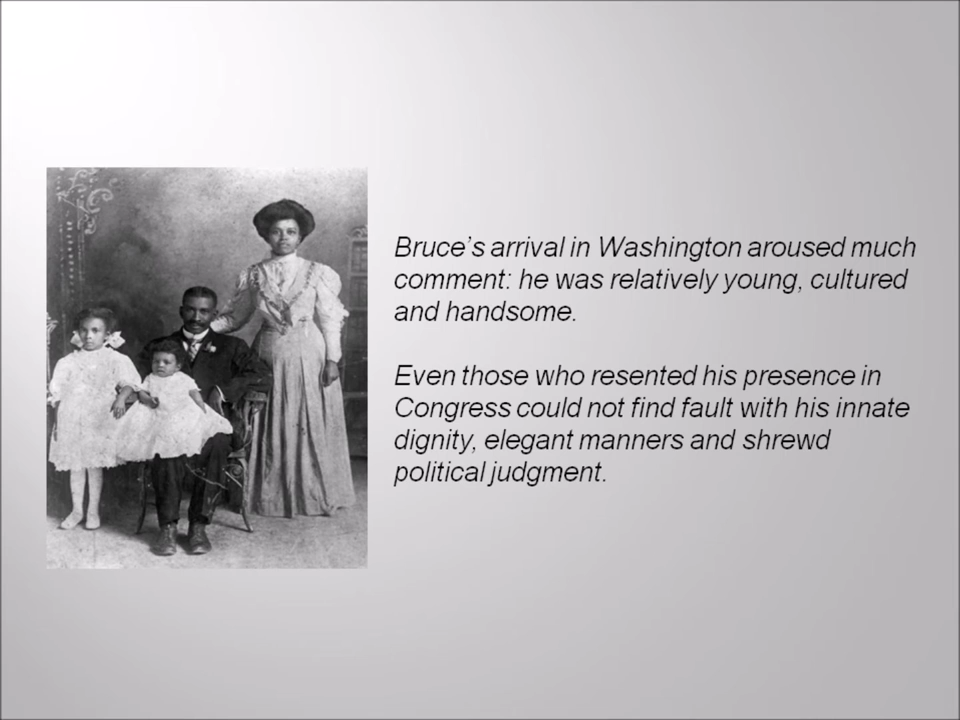 Bruce's arrival in Washington aroused much
comment: he was relatively young, cultured
and handsome.
Even those who resented his presence in
Congress could not find fault with his innate
dignity, elegant manners and shrewd
political judgment.